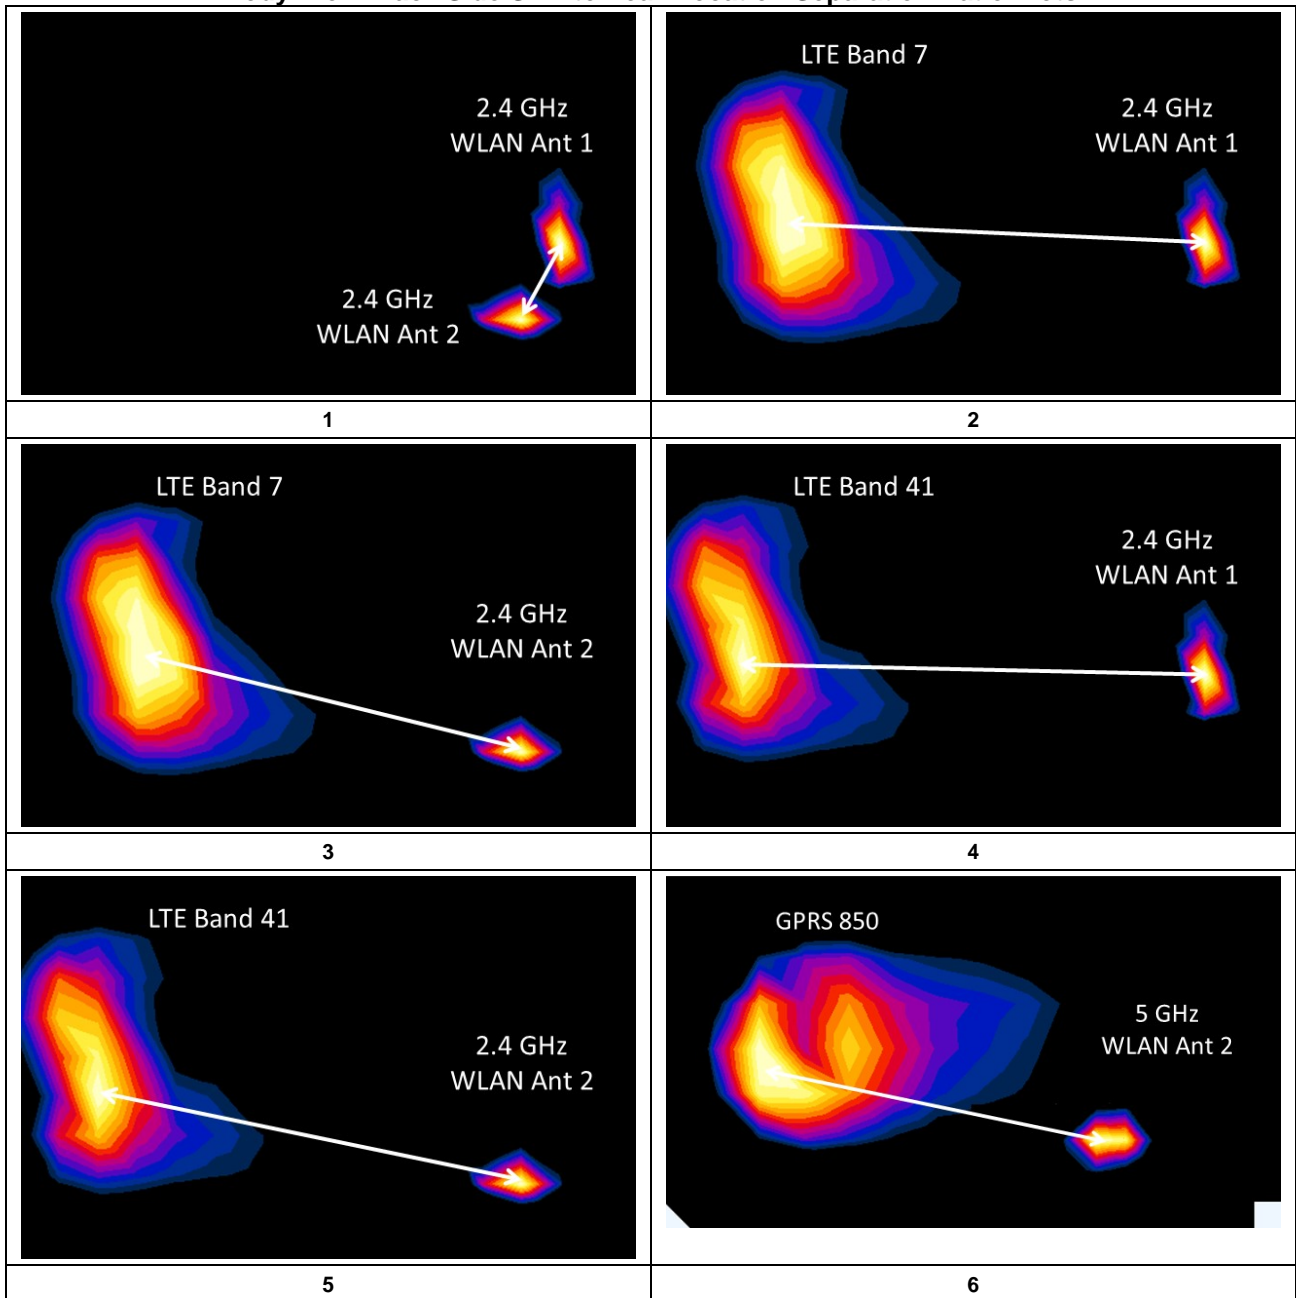 LTE Band 7
2.4 GHz
WLAN Ant 1
2.4 GHz
WLAN Ant 1
2.4 GHz
WLAN Ant 2
1
2
LTE Band 7
LTE Band 41
2.4 GHz
WLAN Ant 1
2.4 GHz
WLAN Ant 2
3
4
LTE Band 41
GPRS 850
2.4 GHz
WLAN Ant 2
5 GHz
WLAN Ant 2
5
6